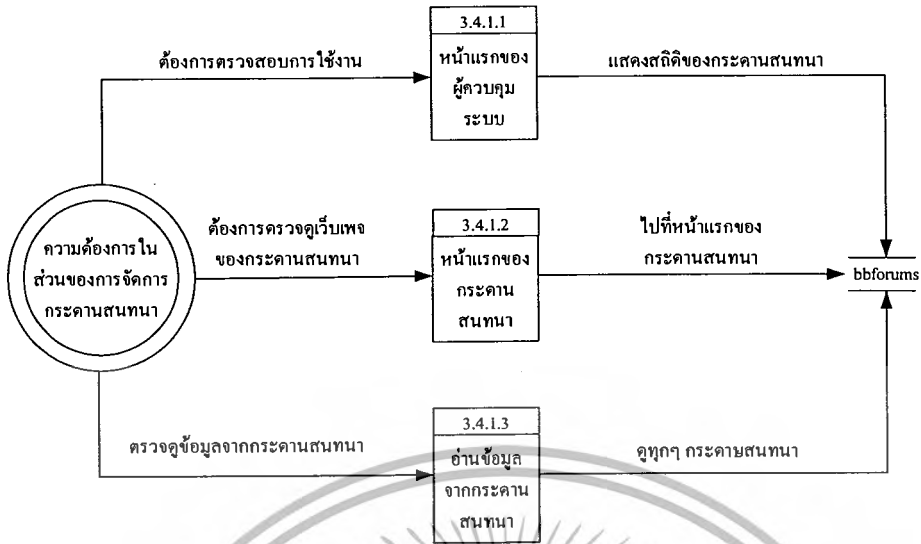 3.4.1.1
ต้องการตรวจสอบการใช้งาน
หน้าแรกของ
ผู้ควบคุม
ระบบ
แสดงสถิติของกระดานสนทนา
ความต้องการใน
ส่วนของการจัดการ
กระดานสนทนา
ต้องการตรวจดูเว็บเพจ
ของกระดานสนทนา
3.4.1.2
หน้าแรกของ
กระดาน
สนทนา
ไปที่หน้าแรกของ
กระดานสนทนา
bbforums
ตรวจดูข้อมูลจากกระดานสนทนา
3.4.1.3
อ่านข้อมูล
จากกระดาน
สนทนา
ดูทุกๆ กระดาษสนทนา